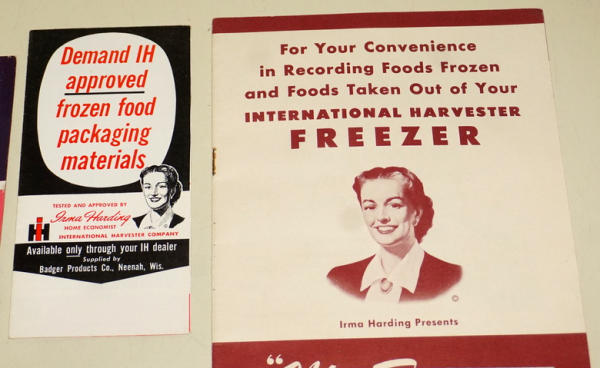 Demand IH
approved
frozen food
packaging
materials
TESTED AND APPROVED BY
Irma Harding
HOME ECONOMIST
INTERNATIONAL HARVESTER COMPANY
IH
Available only through your IH dealer
Supplied by
Badger Products Co., Neenah, Wis.
For Your Convenience
in Recording Foods Frozen
and Foods Taken Out of Your
INTERNATIONAL HARVESTER
FREEZER
©
Irma Harding Presents